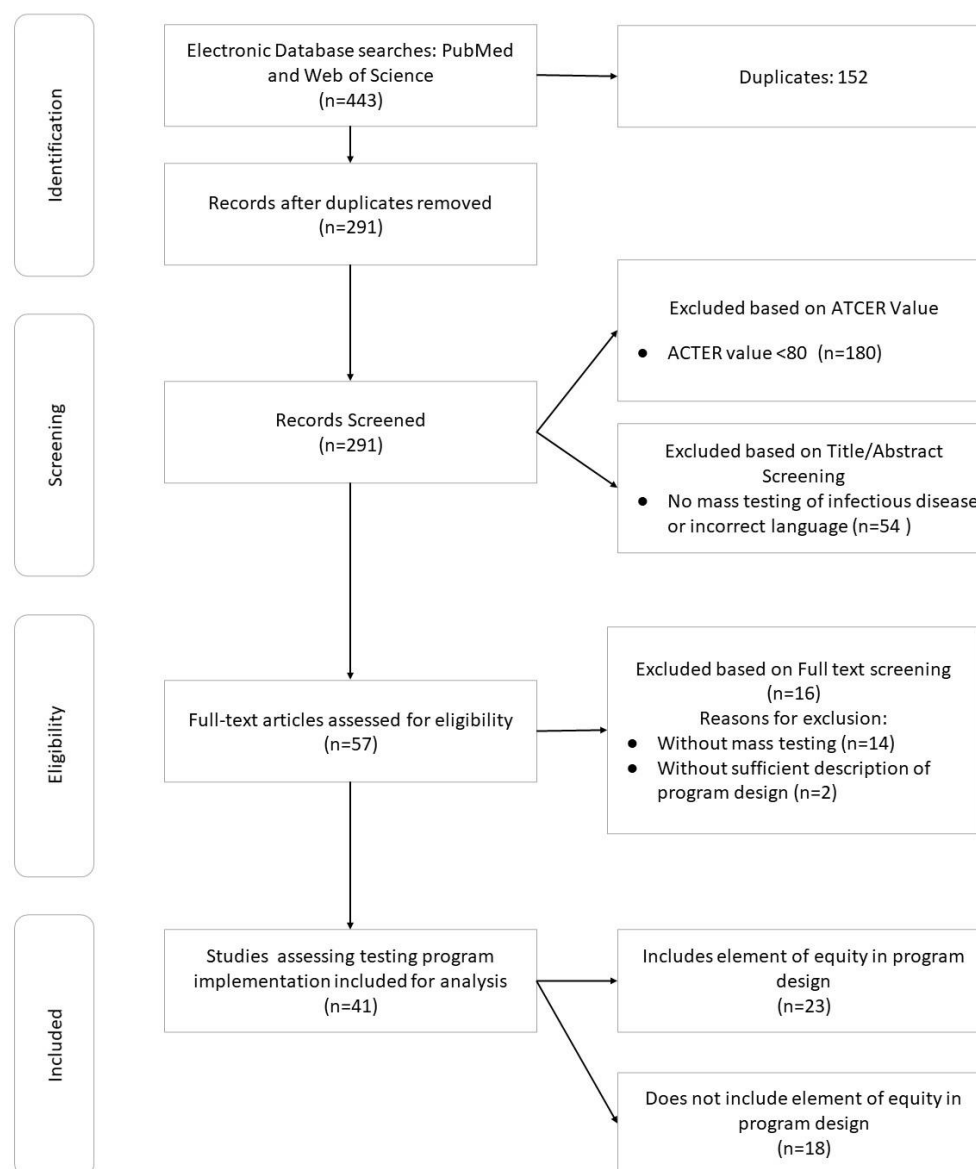 Identification
Electronic Database searches: PubMed
and Web of Science
(n=443)
Duplicates: 152
Records after duplicates removed
(n=291)
Screening
Records Screened
(n=291)
Excluded based on ATCER Value
● ACTER value <80 (n=180)
Excluded based on Title/Abstract
Screening
● No mass testing of infectious disease
or incorrect language (n=54 )
Eligibility
Full-text articles assessed for eligibility
(n=57)
Excluded based on Full text screening
(n=16)
Reasons for exclusion:
● Without mass testing (n=14)
● Without sufficient description of
program design (n=2)
Included
Studies assessing testing program
implementation included for analysis
(n=41)
Includes element of equity in program
design
(n=23)
Does not include element of equity in
program design
(n=18)